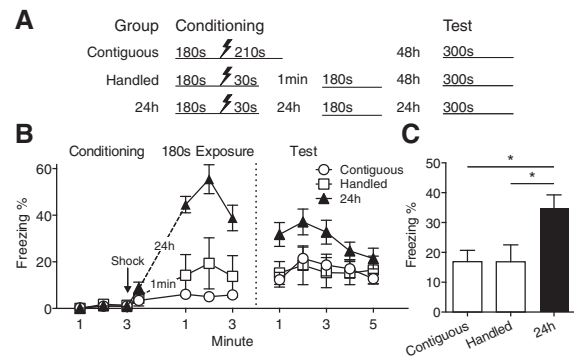 A
Group Conditioning Test
Contiguous 180s 210s 48h 300s
Handled 180s 30s 1min 180s 48h 300s
24h 180s 30s 24h 180s 24h 300s
B
Conditioning 180s Exposure Test
Contiguous
Handled
24h
Freezing %
60
40
20
0
Shock
24h
1min
1 3 1 3 1 3 5
Minute
C
Freezing %
50
40
30
20
10
0
* 
*
Contiguous
Handled
24h